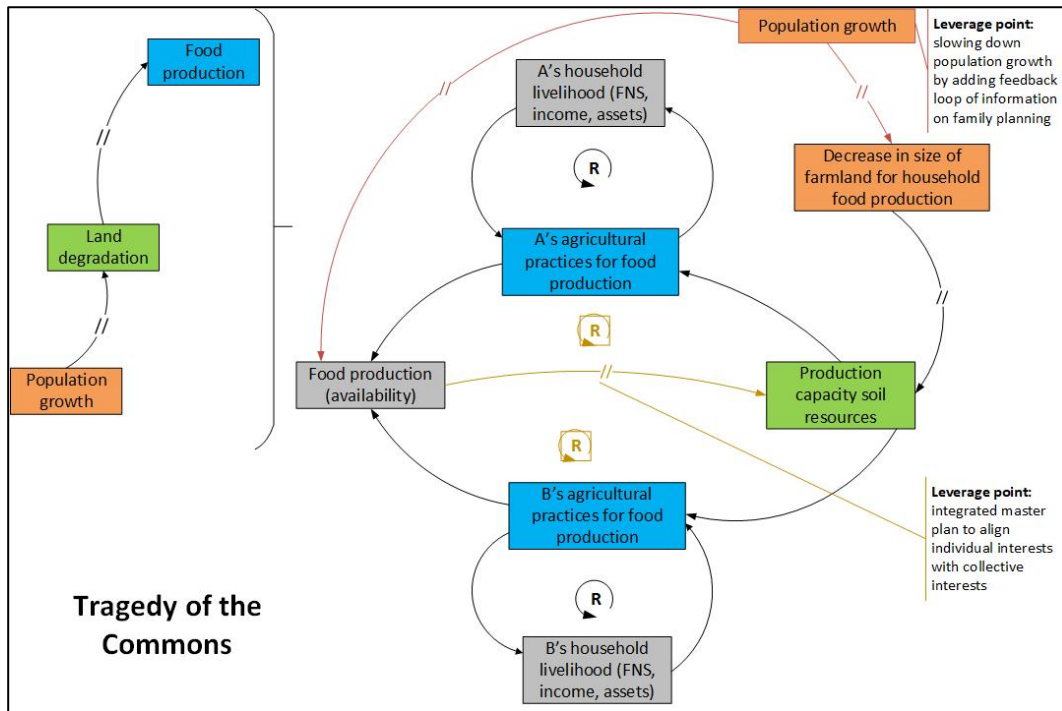 Food
production
Land
degradation
Population
growth
Tragedy of the
Commons
Population growth
Leverage point:
slowing down
population growth
by adding feedback
loop of information
on family planning
A's household
livelihood (FNS,
income, assets)
R
Decrease in size of
farmland for household
food production
A's agricultural
practices for food
production
R
Food production
(availability)
Production
capacity soil
resources
R
B's agricultural
practices for food
production
Leverage point:
integrated master
plan to align
individual interests
with collective
interests
R
B's household
livelihood (FNS,
income, assets)